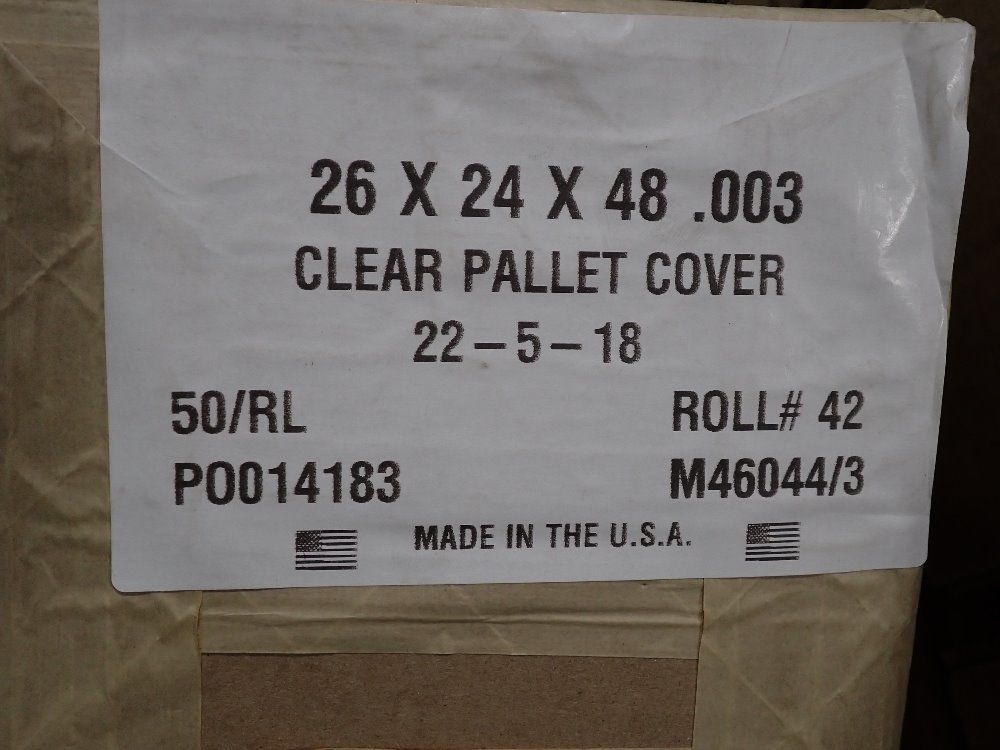 26 X 24 X 48 .003
CLEAR PALLET COVER
22-5-18
50/RL ROLL# 42
PO014183 M46044/3
MADE IN THE U.S.A.